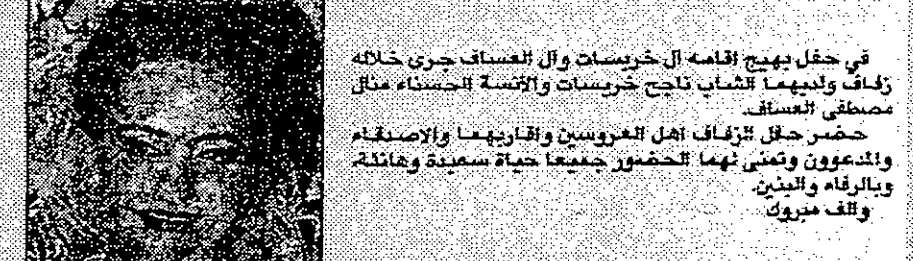 في حفل بهيج اقامه آل خريسات وآل العساف جرى خلاله
زفاف وليديهما الشاب ناجح خريسات والآنسة الحسناء منال
مصطفى العساف.
حضر حفل الزفاف اهل العروسين واقاربهما والاصدقاء
والمدعوون وتمنى لهما الحضور جميعا حياة سعيدة وهانئة،
وبالرفاه والبنين.
والف مبروك